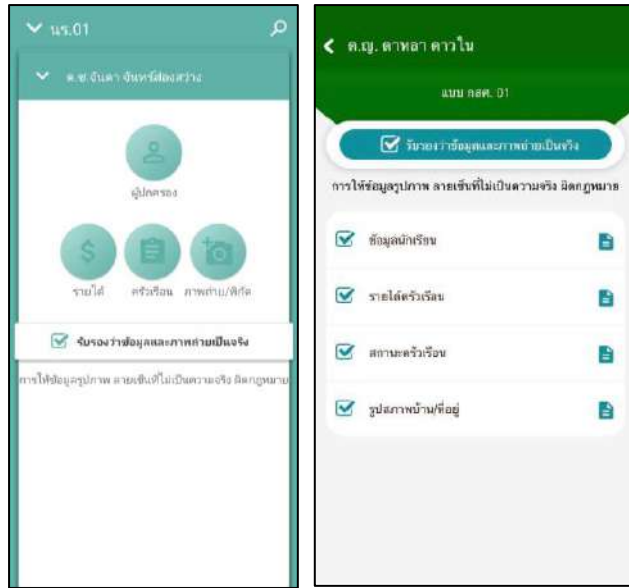 นร.01
ด.ช.จันดา จันทร์ส่องสว่าง
ผู้ปกครอง
รายได้ ครัวเรือน ภาพถ่าย/พิกัด
รับรองว่าข้อมูลและภาพถ่ายเป็นจริง
การให้ข้อมูลรูปภาพ ลายเซ็นที่ไม่เป็นความจริง ผิดกฎหมาย
ด.ญ. ดาหลา ดาวใน
แบบ กสศ. 01
รับรองว่าข้อมูลและภาพถ่ายเป็นจริง
การให้ข้อมูลรูปภาพ ลายเซ็นที่ไม่เป็นความจริง ผิดกฎหมาย
ข้อมูลนักเรียน
รายได้ครัวเรือน
สถานะครัวเรือน
รูปสภาพบ้าน/ที่อยู่